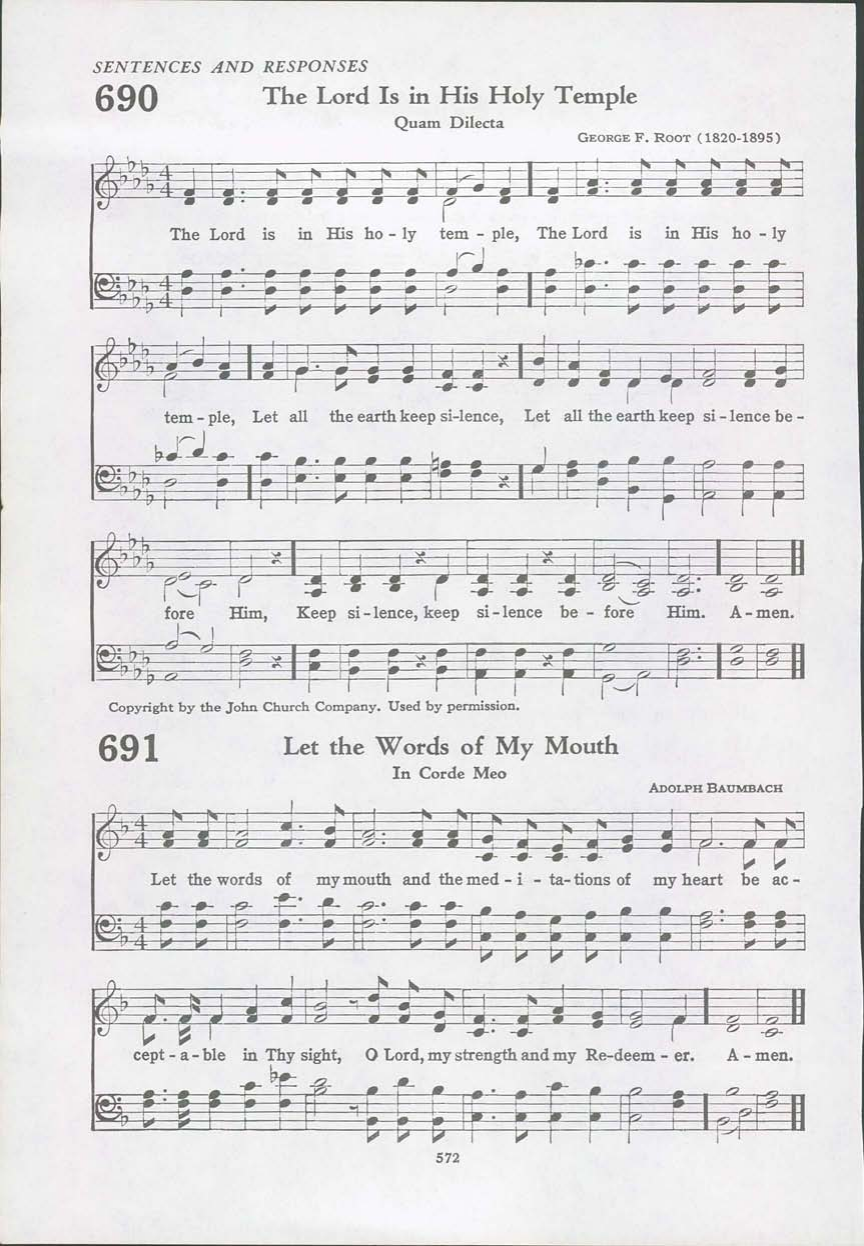 SENTENCES AND RESPONSES
690
The Lord Is in His Holy Temple
Quam Dilecta
GEORGE F. ROOT (1820-1895)
The Lord is in His ho - ly tem - ple, The Lord is in His ho - ly
tem - ple, Let all the earth keep si - lence, Let all the earth keep si - lence be -
fore Him, Keep si - lence, keep si - lence be - fore Him. A - men.
Copyright by the John Church Company. Used by permission.
691
Let the Words of My Mouth
In Corde Meo
ADOLPH BAUMBACH
Let the words of my mouth and the med - i - ta - tions of my heart be ac -
cept - a - ble in Thy sight, O Lord, my strength and my Re - deem - er. A - men.
572